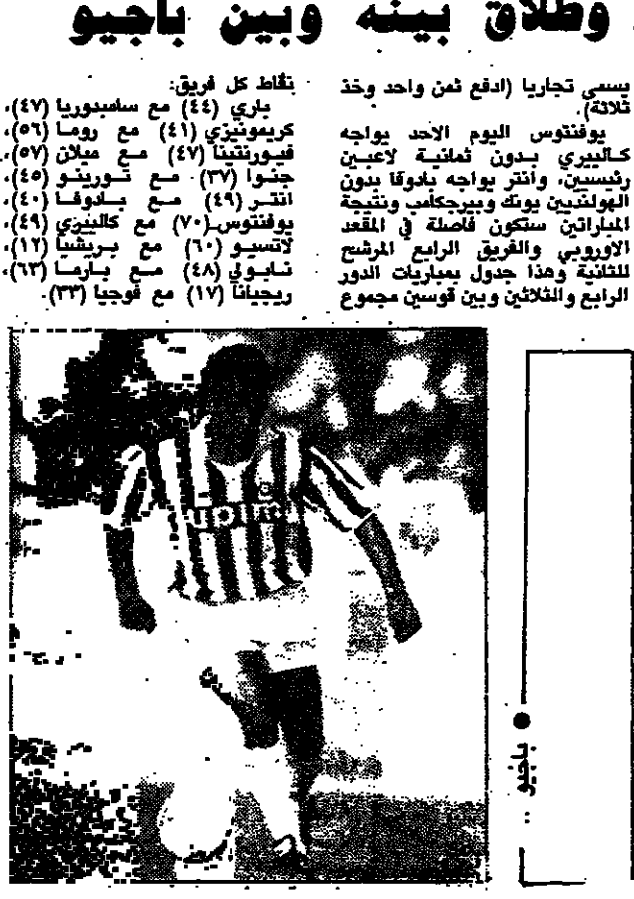 وطلاق بينه وبين باجيو
يسمى تجاريا (ادفع ثمن واحد وخذ
ثلاثة).
يوفنتوس اليوم الاحد يواجه
كالييري بدون ثمانية لاعبين
رئيسيين، وانتر يواجه بادوفا بدون
الهولنديين يونك وبيرجكامب ونتيجة
المباراتين ستكون فاصلة في المقعد
الاوروبي والفريق الرابع المرشح
للثانية وهذا جدول بمباريات الدور
الرابع والثلاثين وبين قوسين مجموع
نقاط كل فريق:
باري (٤٤) مع سامبدوريا (٤٧)،
كريمونيزي (٤١) مع روما (٥٦)،
فيورنتينا (٤٧) مع ميلان (٥٧)،
جنوا (٣٧) مع تورينو (٤٥)،
انتر (٤٩) مع بادوفا (٤٠)،
يوفنتوس (٧٠) مع كالييري (٤٩)،
لاتسيو (٦٠) مع بريشيا (١٢)،
نابولي (٤٨) مع بارما (٦٣)،
ريجيانا (١٧) مع فوجيا (٣٣).
upim
باجيو ..